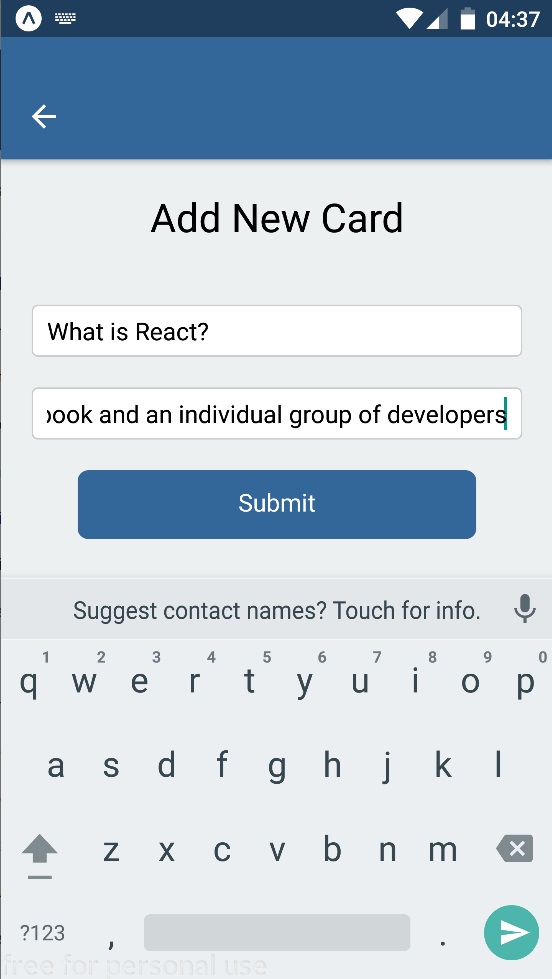 04:37
Add New Card
What is React?
book and an individual group of developers
Submit
Suggest contact names? Touch for info.
1 2 3 4 5 6 7 8 9 0
q w e r t y u i o p
a s d f g h j k l
z x c v b n m
?123 , .
free for personal use